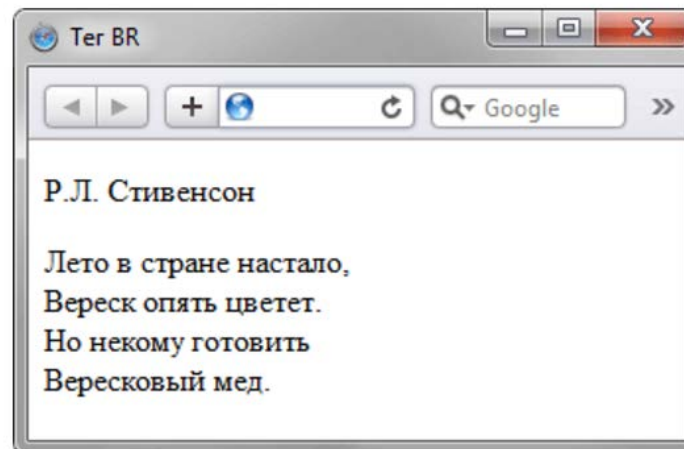 Тег BR
Google
Р.Л. Стивенсон
Лето в стране настало,
Вереск опять цветет.
Но некому готовить
Вересковый мед.